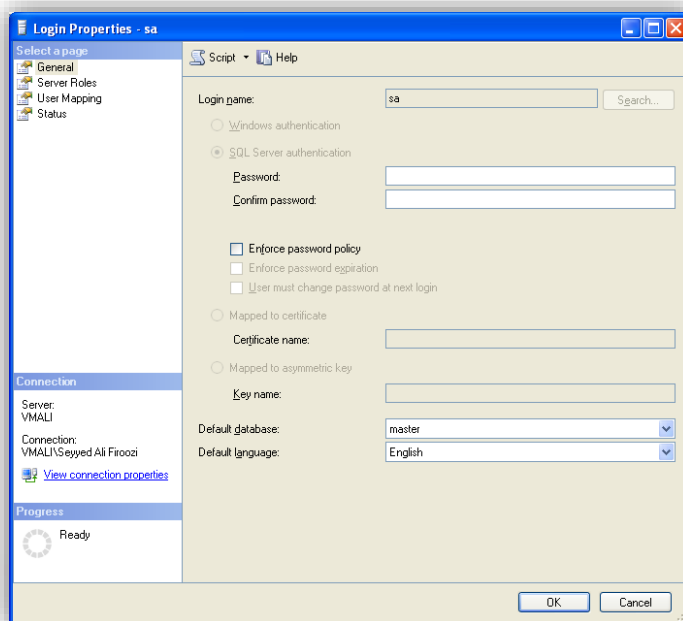 Login Properties - sa
Select a page
General
Server Roles
User Mapping
Status
Script
Help
Login name:
sa
Search...
Windows authentication
SQL Server authentication
Password:
Confirm password:
Enforce password policy
Enforce password expiration
User must change password at next login
Mapped to certificate
Certificate name:
Mapped to asymmetric key
Key name:
Default database:
master
Default language:
English
Connection
Server:
VMALI
Connection:
VMALI\Seyyed Ali Firoozi
View connection properties
Progress
Ready
OK
Cancel